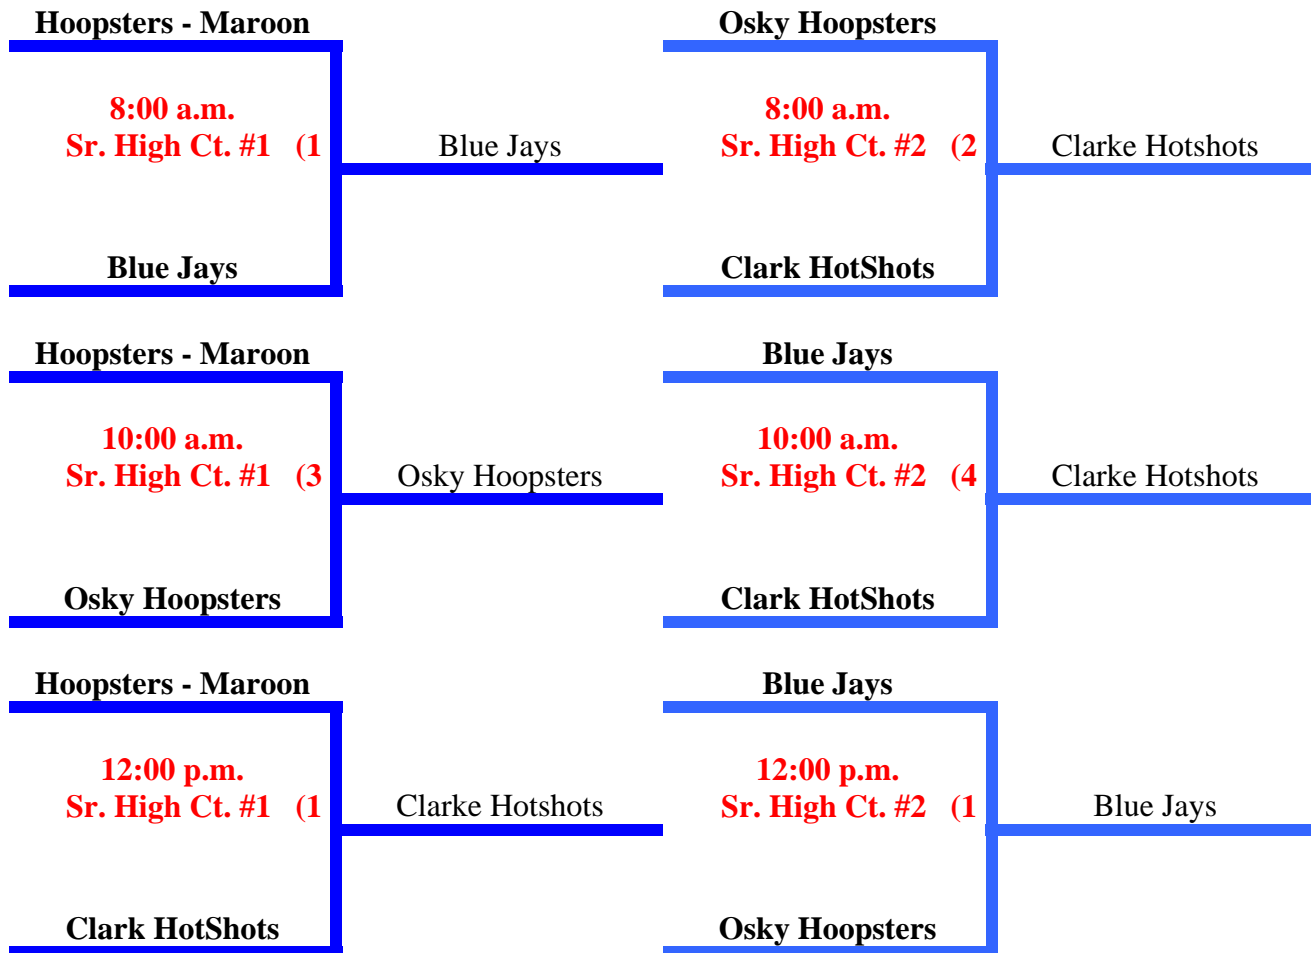 Hoopsters - Maroon
Osky Hoopsters
8:00 a.m.
Sr. High Ct. #1 (1
Blue Jays
8:00 a.m.
Sr. High Ct. #2 (2
Clarke Hotshots
Blue Jays
Clark HotShots
Hoopsters - Maroon
Blue Jays
10:00 a.m.
Sr. High Ct. #1 (3
Osky Hoopsters
10:00 a.m.
Sr. High Ct. #2 (4
Clarke Hotshots
Osky Hoopsters
Clark HotShots
Hoopsters - Maroon
Blue Jays
12:00 p.m.
Sr. High Ct. #1 (1
Clarke Hotshots
12:00 p.m.
Sr. High Ct. #2 (1
Blue Jays
Clark HotShots
Osky Hoopsters